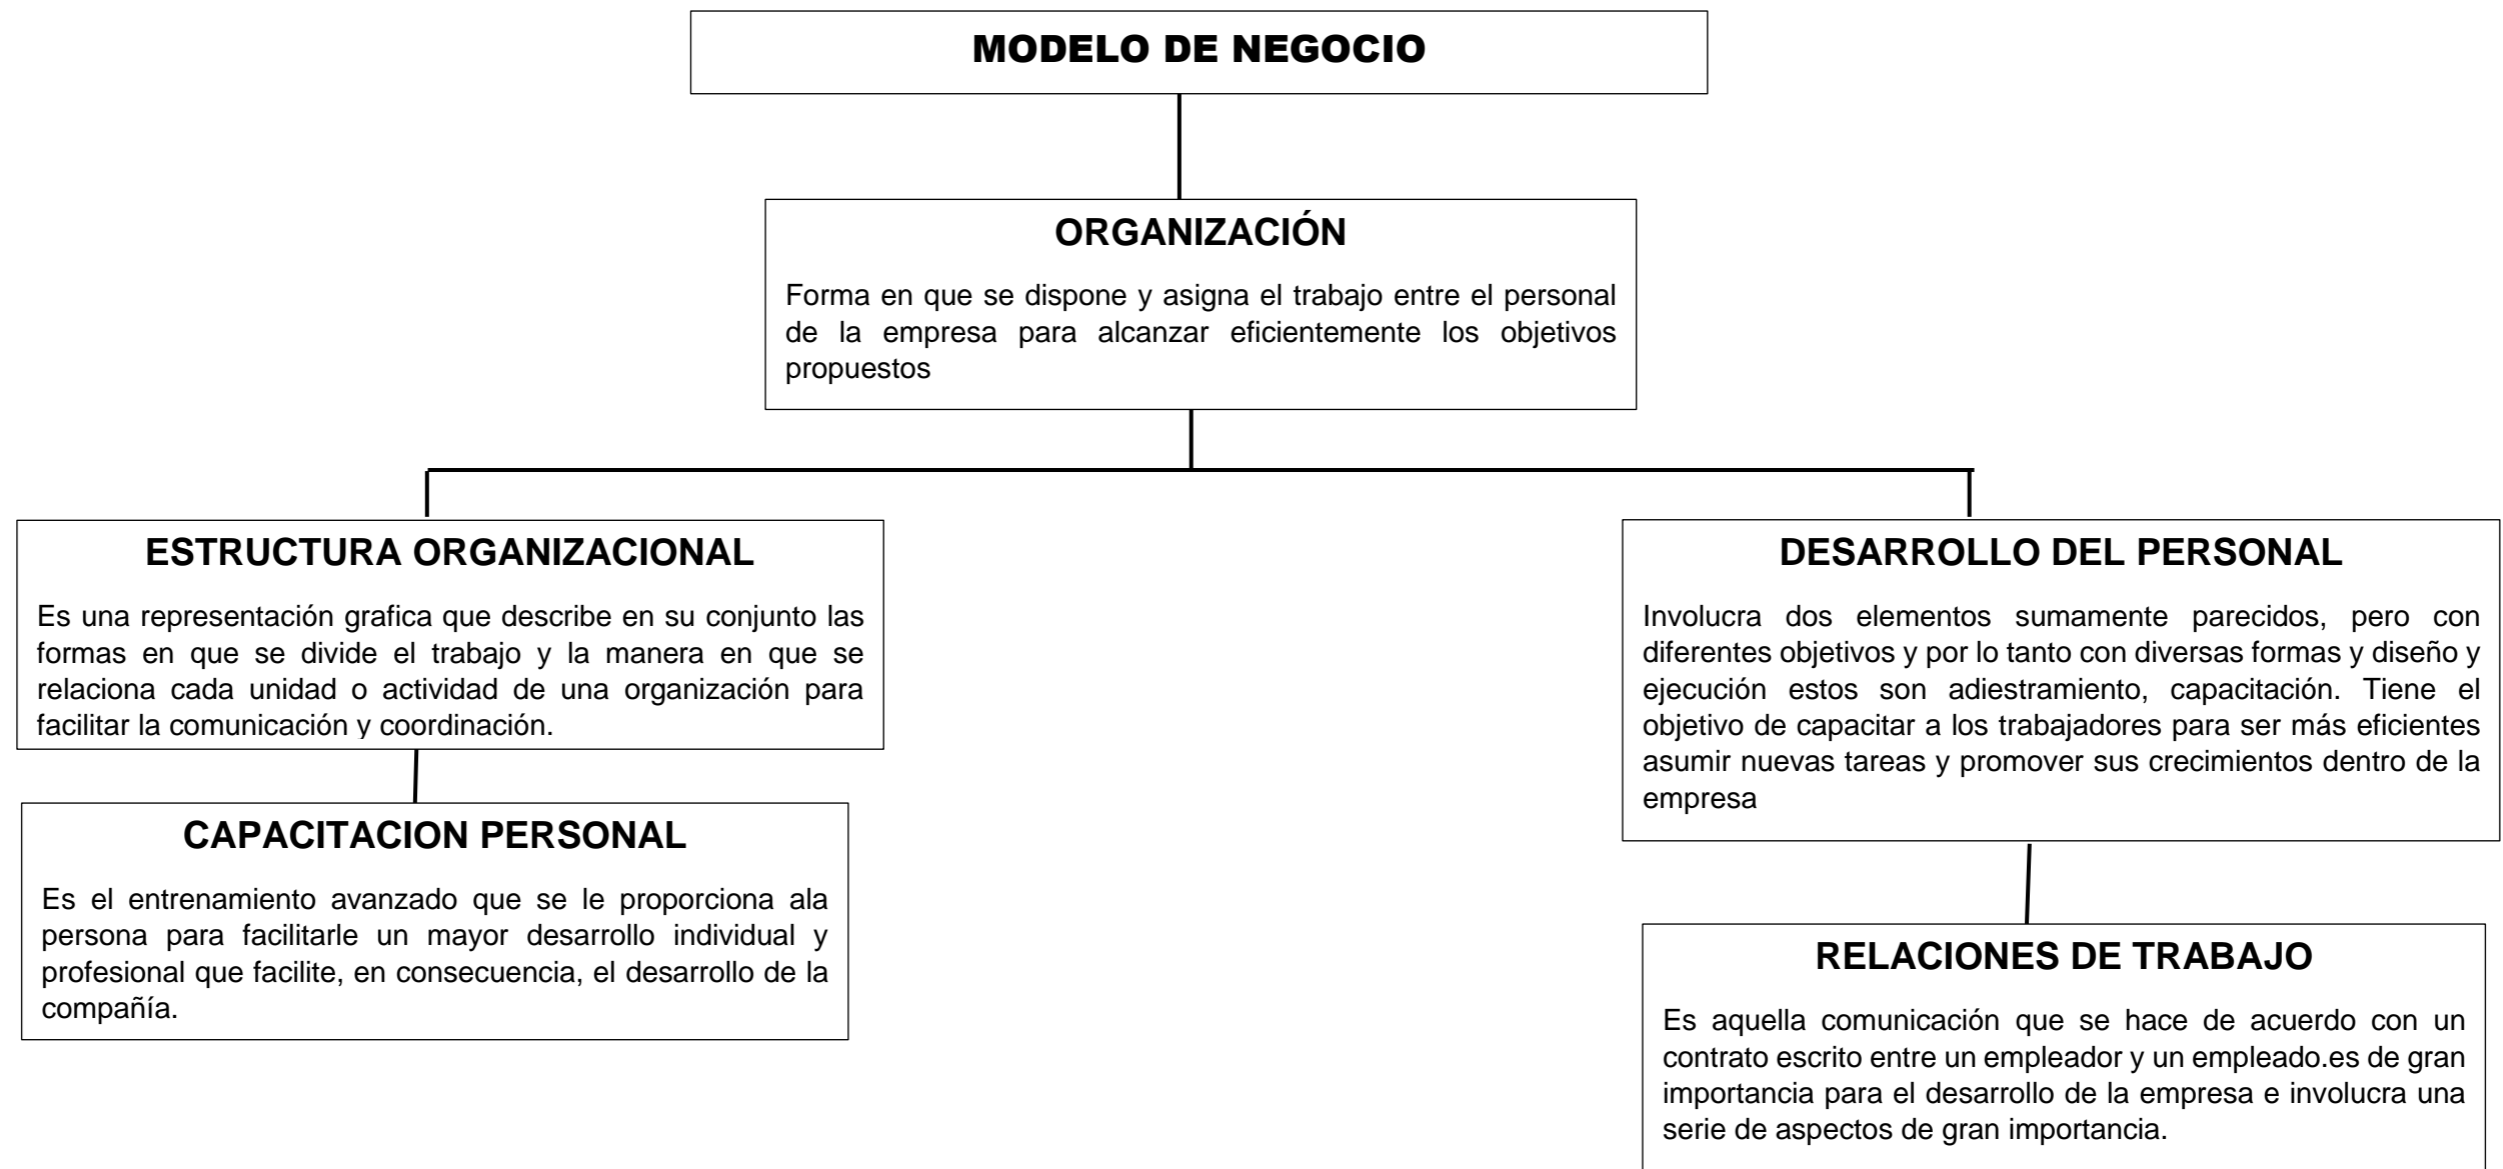 MODELO DE NEGOCIO
ORGANIZACIÓN
Forma en que se dispone y asigna el trabajo entre el personal
de la empresa para alcanzar eficientemente los objetivos
propuestos
ESTRUCTURA ORGANIZACIONAL
Es una representación grafica que describe en su conjunto las
formas en que se divide el trabajo y la manera en que se
relaciona cada unidad o actividad de una organización para
facilitar la comunicación y coordinación.
CAPACITACION PERSONAL
Es el entrenamiento avanzado que se le proporciona ala
persona para facilitarle un mayor desarrollo individual y
profesional que facilite, en consecuencia, el desarrollo de la
compañía.
DESARROLLO DEL PERSONAL
Involucra dos elementos sumamente parecidos, pero con
diferentes objetivos y por lo tanto con diversas formas y diseño y
ejecución estos son adiestramiento, capacitación. Tiene el
objetivo de capacitar a los trabajadores para ser más eficientes
asumir nuevas tareas y promover sus crecimientos dentro de la
empresa
RELACIONES DE TRABAJO
Es aquella comunicación que se hace de acuerdo con un
contrato escrito entre un empleador y un empleado.es de gran
importancia para el desarrollo de la empresa e involucra una
serie de aspectos de gran importancia.